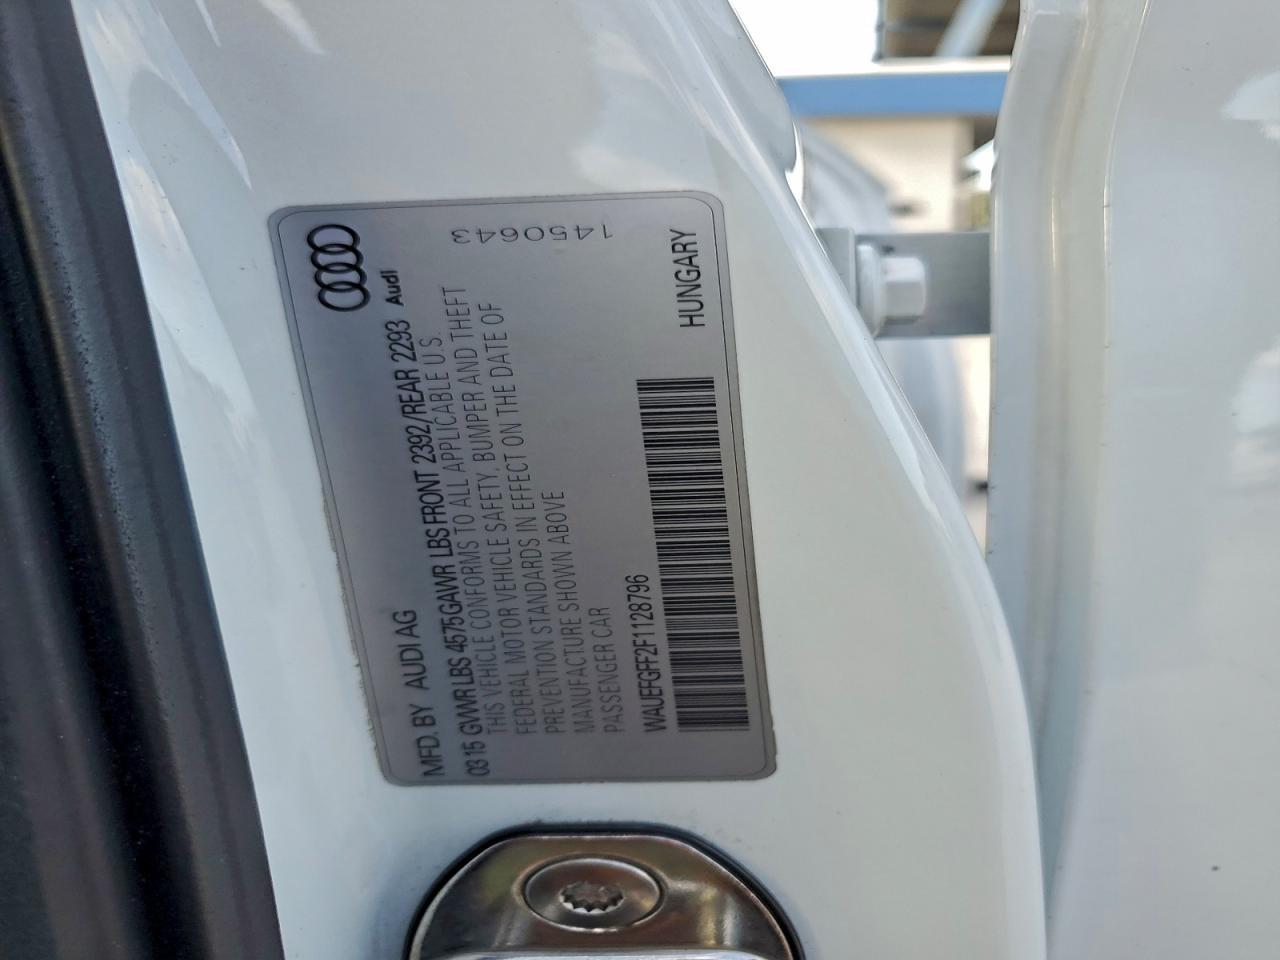 MFD. BY AUDI AG
03 15 GVWR LBS 4575 GAWR LBS FRONT 2392/REAR 2293
Audi
THIS VEHICLE CONFORMS TO ALL APPLICABLE U.S.
FEDERAL MOTOR VEHICLE SAFETY, BUMPER AND THEFT
PREVENTION STANDARDS IN EFFECT ON THE DATE OF
MANUFACTURE SHOWN ABOVE
PASSENGER CAR
1450643
WAUEFGFF2F1128796
HUNGARY